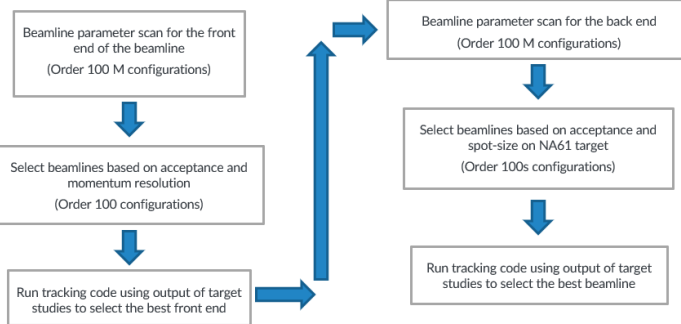 Beamline parameter scan for the front
end of the beamline
(Order 100 M configurations)
Select beamlines based on acceptance and
momentum resolution
(Order 100 configurations)
Run tracking code using output of target
studies to select the best front end
Beamline parameter scan for the back end
(Order 100 M configurations)
Select beamlines based on acceptance and
spot-size on NA61 target
(Order 100s configurations)
Run tracking code using output of target
studies to select the best beamline